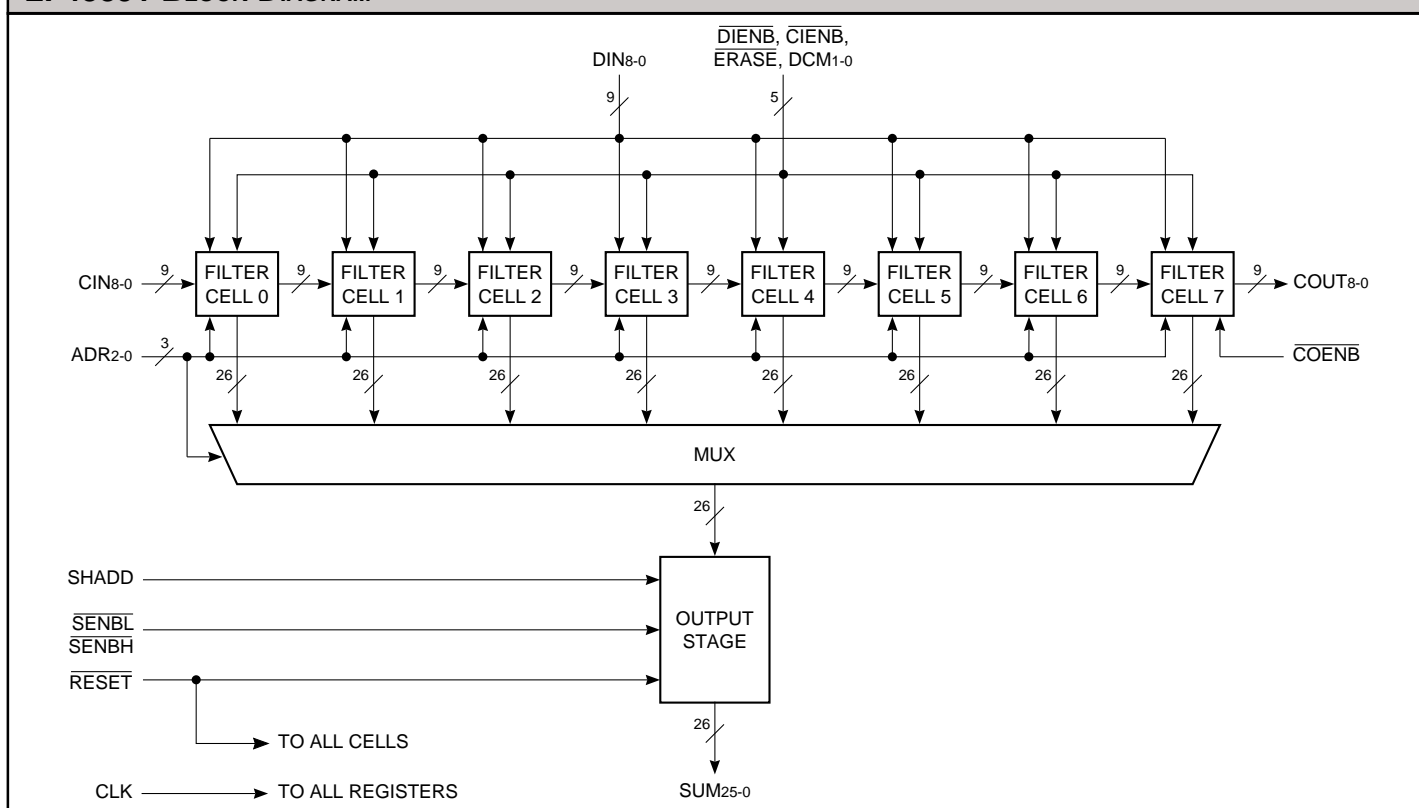 BLOCK DIAGRAM
DIENB, CIENB,
DIN8-0
ERASE, DCM1-0
9
5
CIN8-0
9
FILTER
CELL 0
9
FILTER
CELL 1
9
FILTER
CELL 2
9
FILTER
CELL 3
9
FILTER
CELL 4
9
FILTER
CELL 5
9
FILTER
CELL 6
9
FILTER
CELL 7
9
COUT8-0
ADR2-0
3
COENB
26
26
26
26
26
26
26
26
MUX
26
SHADD
SENBL
SENBH
RESET
OUTPUT
STAGE
26
TO ALL CELLS
CLK
TO ALL REGISTERS
SUM25-0